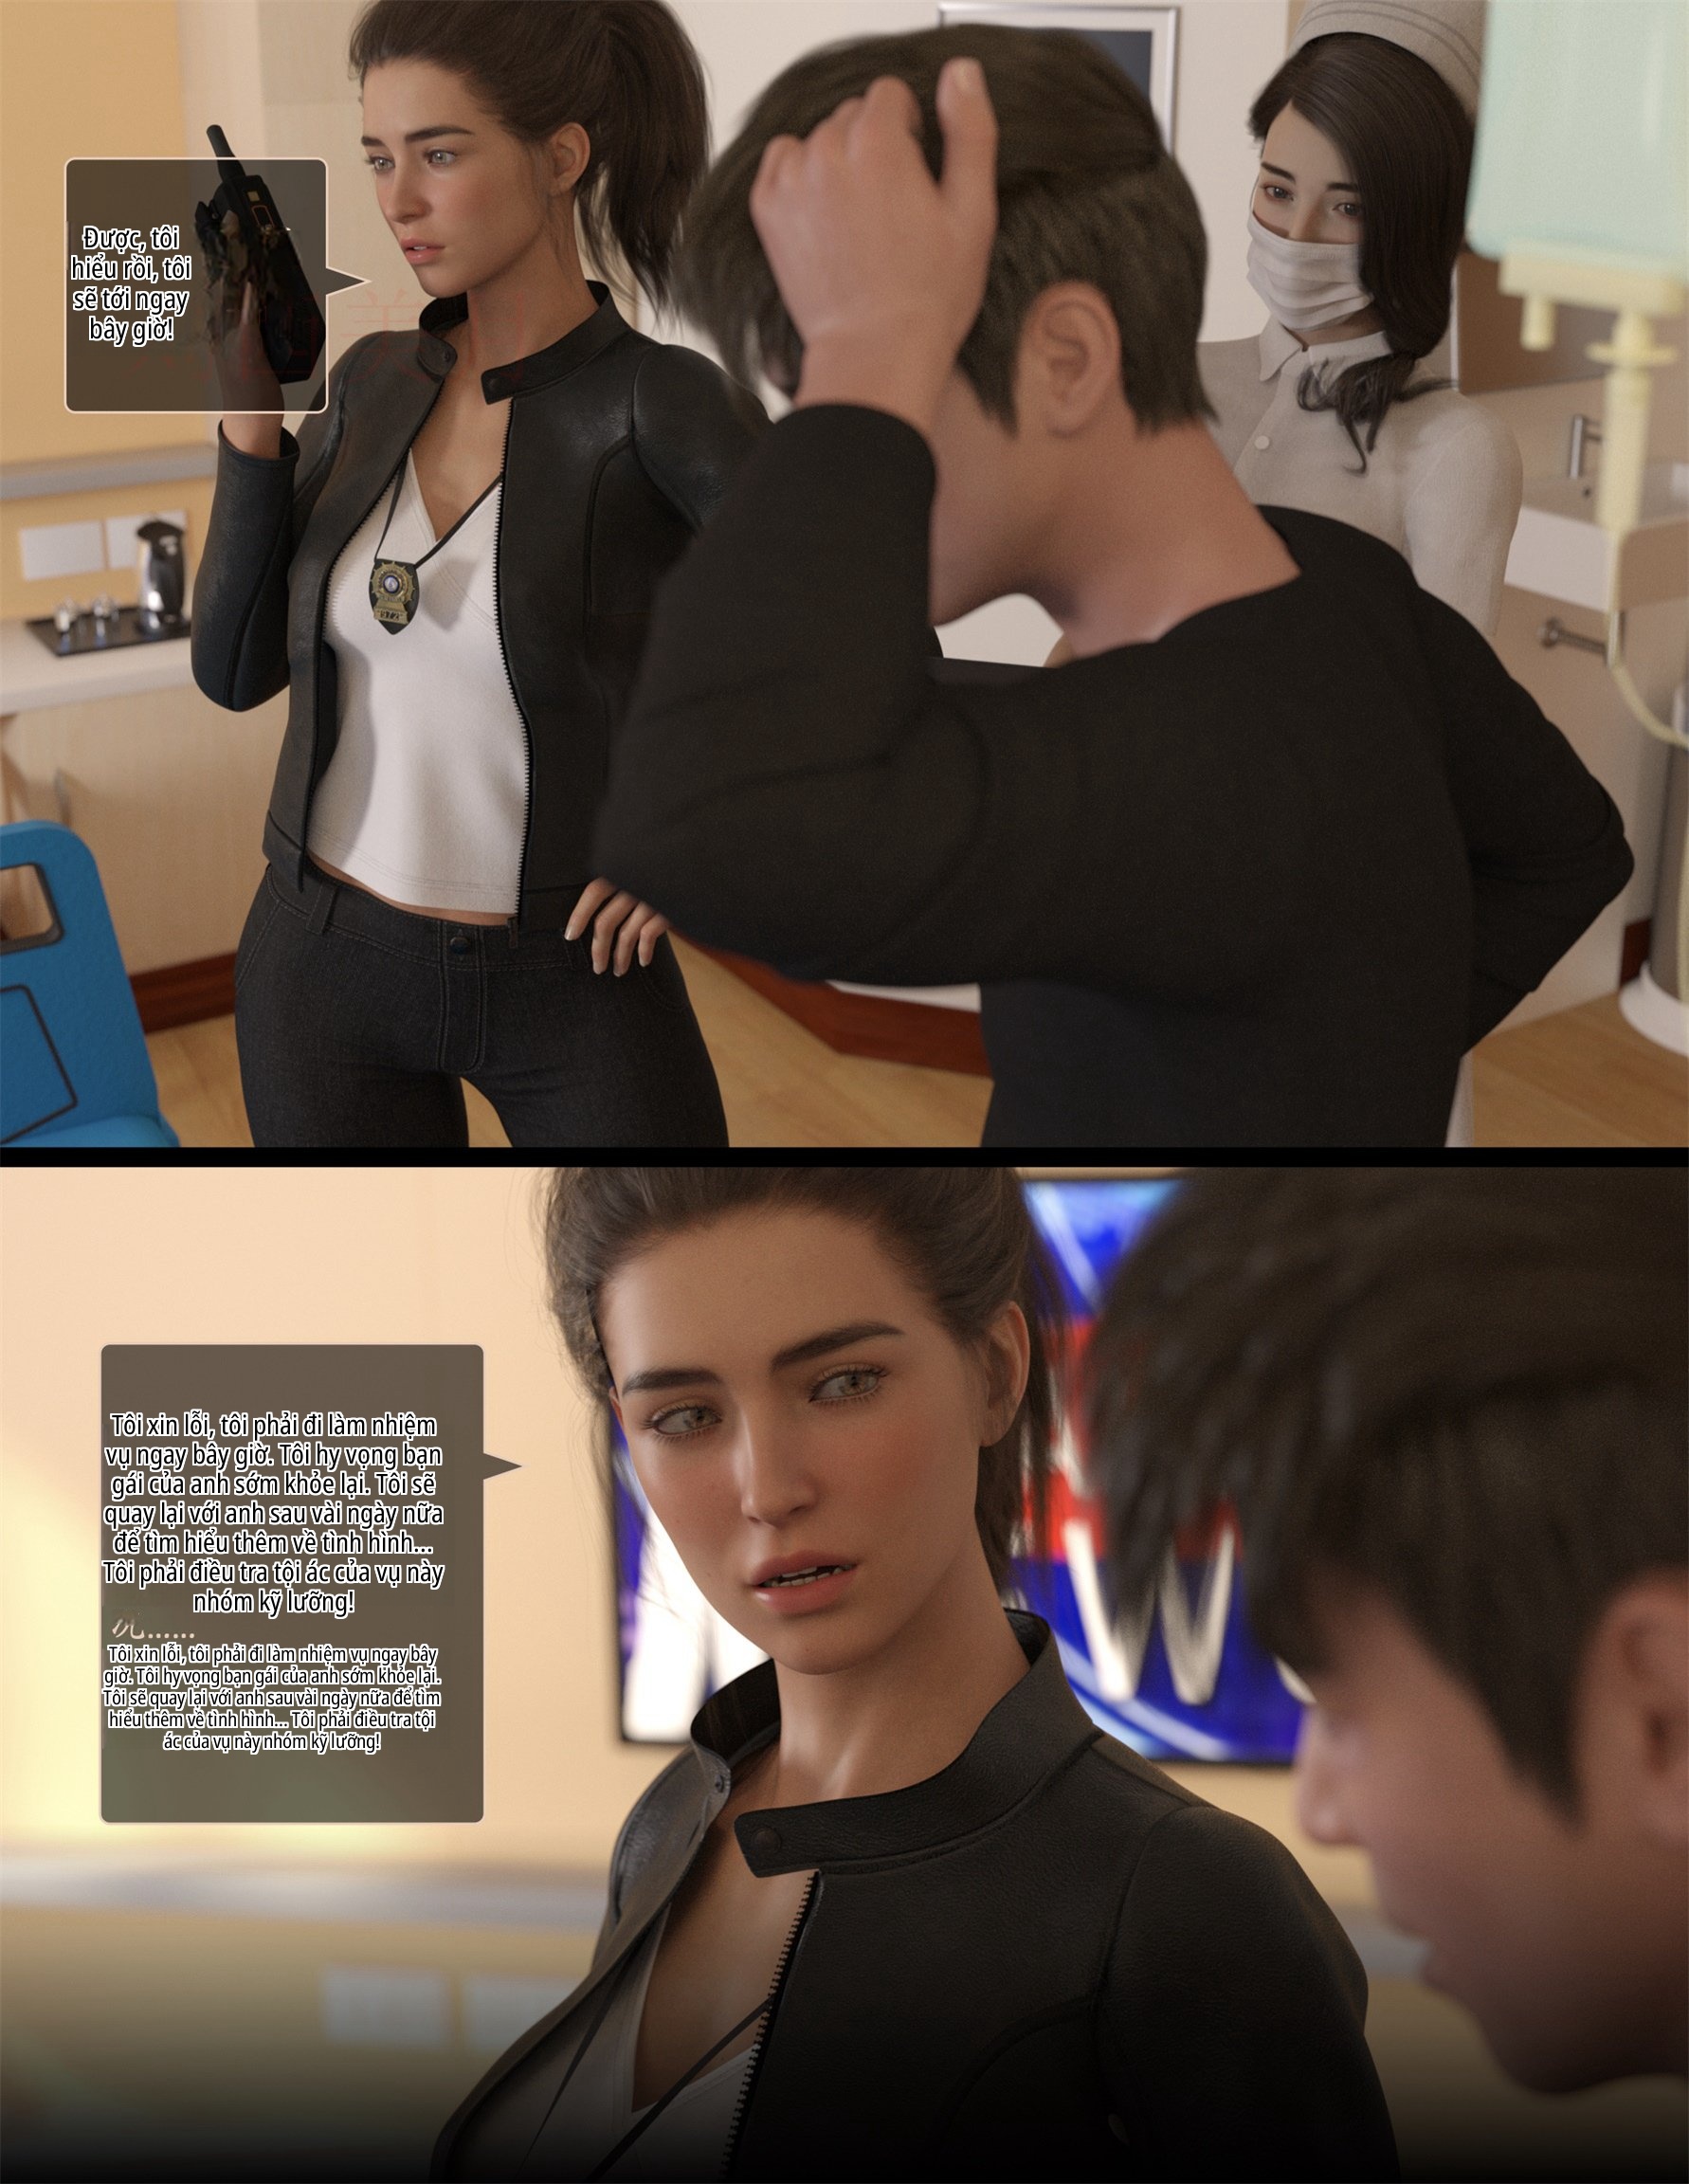 Được, tôi
hiểu rồi, tôi
sẽ tới ngay
bây giờ!
Tôi xin lỗi, tôi phải đi làm nhiệm
vụ ngay bây giờ. Tôi hy vọng bạn
gái của anh sớm khỏe lại. Tôi sẽ
quay lại với anh sau vài ngày nữa
để tìm hiểu thêm về tình hình...
Tôi phải điều tra tội ác của vụ này
nhóm kỹ lưỡng!
......
Tôi xin lỗi, tôi phải đi làm nhiệm vụ ngay bây
giờ. Tôi hy vọng bạn gái của anh sớm khỏe lại.
Tôi sẽ quay lại với anh sau vài ngày nữa để tìm
hiểu thêm về tình hình... Tôi phải điều tra tội
ác của vụ này nhóm kỹ lưỡng!